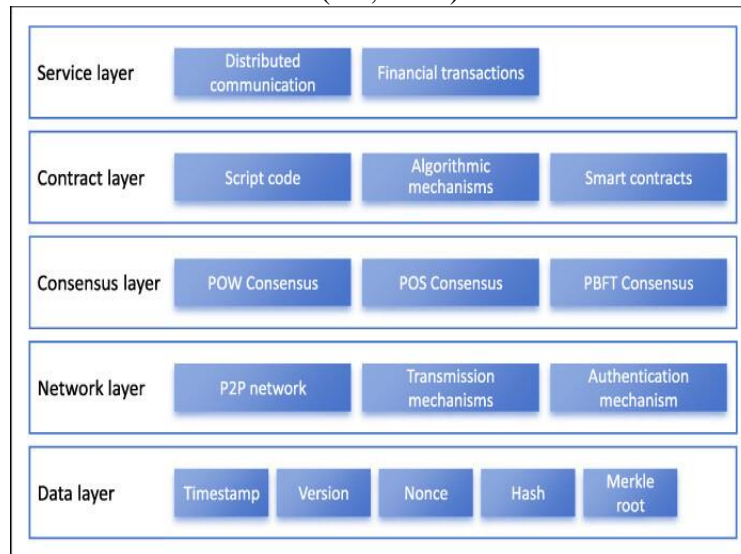 Service layer
Distributed
communication
Financial transactions
Contract layer
Script code
Algorithmic
mechanisms
Smart contracts
Consensus layer
POW Consensus
POS Consensus
PBFT Consensus
Network layer
P2P network
Transmission
mechanisms
Authentication
mechanism
Data layer
Timestamp
Version
Nonce
Hash
Merkle
root